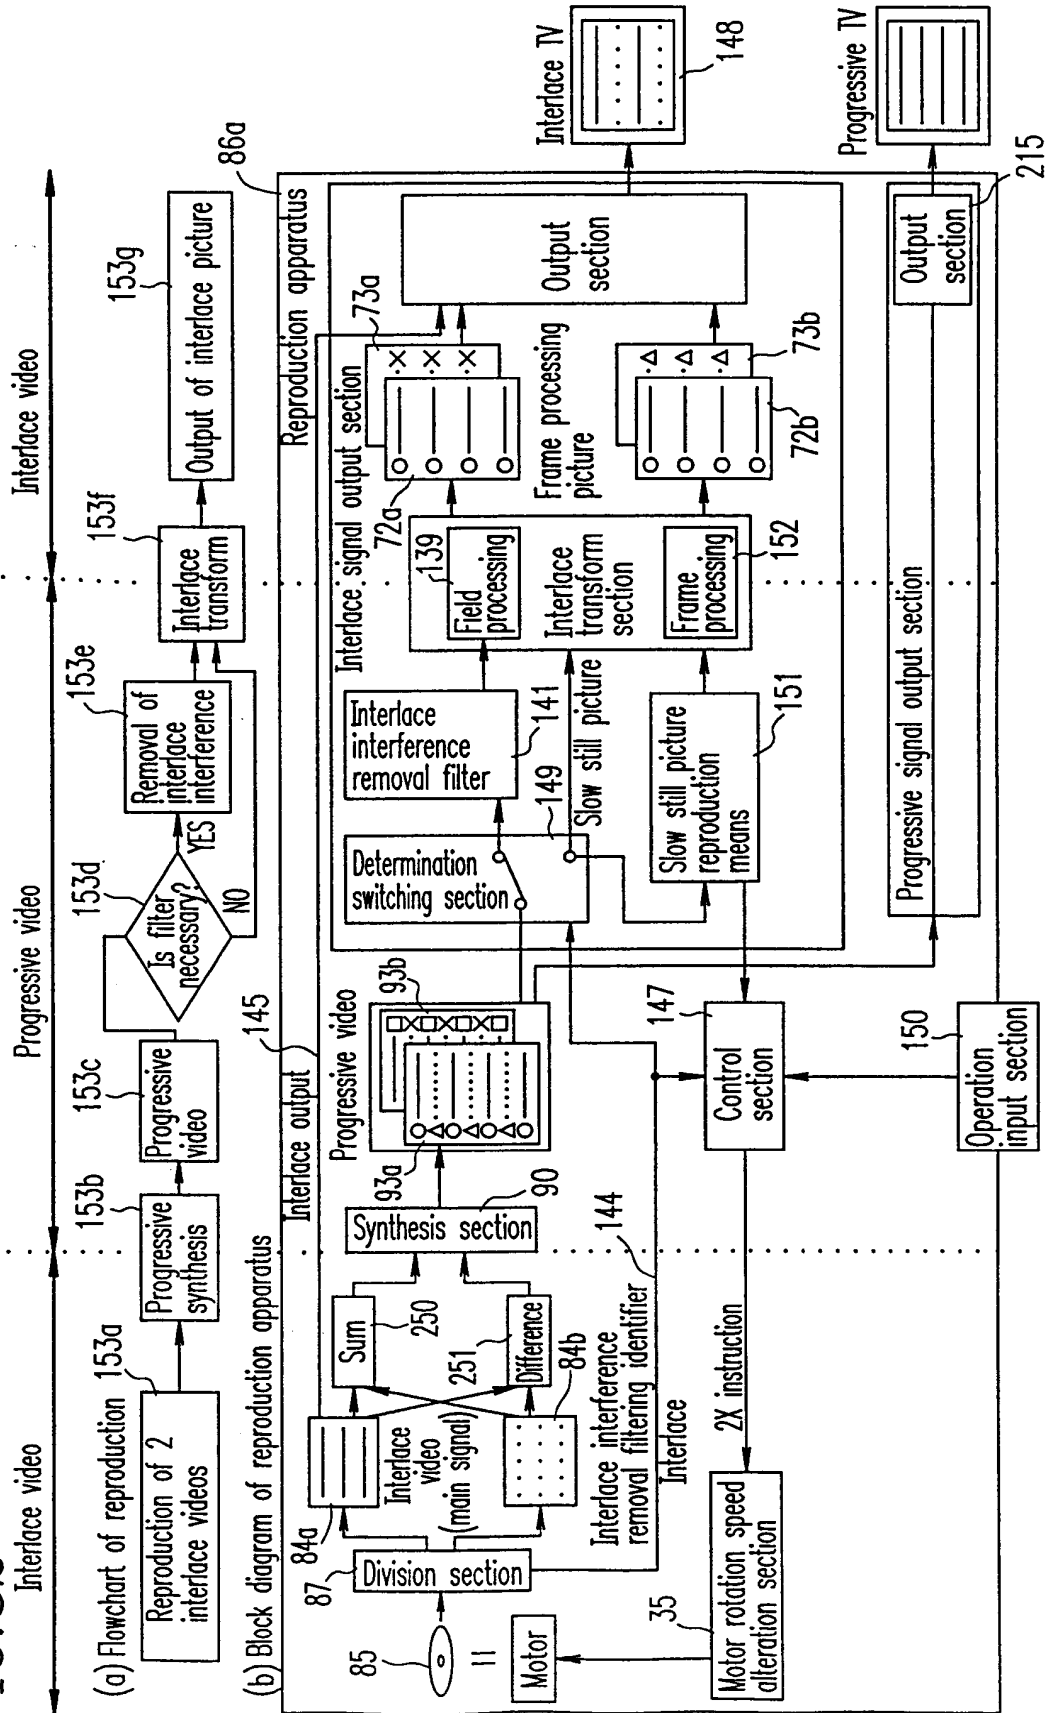 Interlace video
Progressive video
Interlace video
(a) Flowchart of reproduction
153a
Reproduction of 2
interlace videos
153b
Progressive
synthesis
153c
Progressive
video
153d
Is filter
necessary?
YES
NO
153e
Removal of
interlace
interference
153f
Interlace
transform
153g
Output of interlace picture
(b) Block diagram of reproduction apparatus
Interlace output
145
Reproduction apparatus
86a
85
Motor
87
Division section
84a
Interlace
video
(main signal)
84b
Sum
250
251
Difference
Synthesis section
90
Progressive video
93a
93b
Interlace signal output section
Determination
switching section
149
Interlace
interference
removal filter
141
Slow still picture
Slow still picture
reproduction
means
151
139
Field
processing
Interlace
transform
section
Frame
processing
152
72a
73a
Frame processing
picture
72b
73b
Output
section
Interlace TV
148
Interlace interference
removal filtering identifier
144
Interlace
35
Motor rotation speed
alteration section
2X instruction
147
Control
section
150
Operation
input section
Progressive signal output section
Output
section
215
Progressive TV